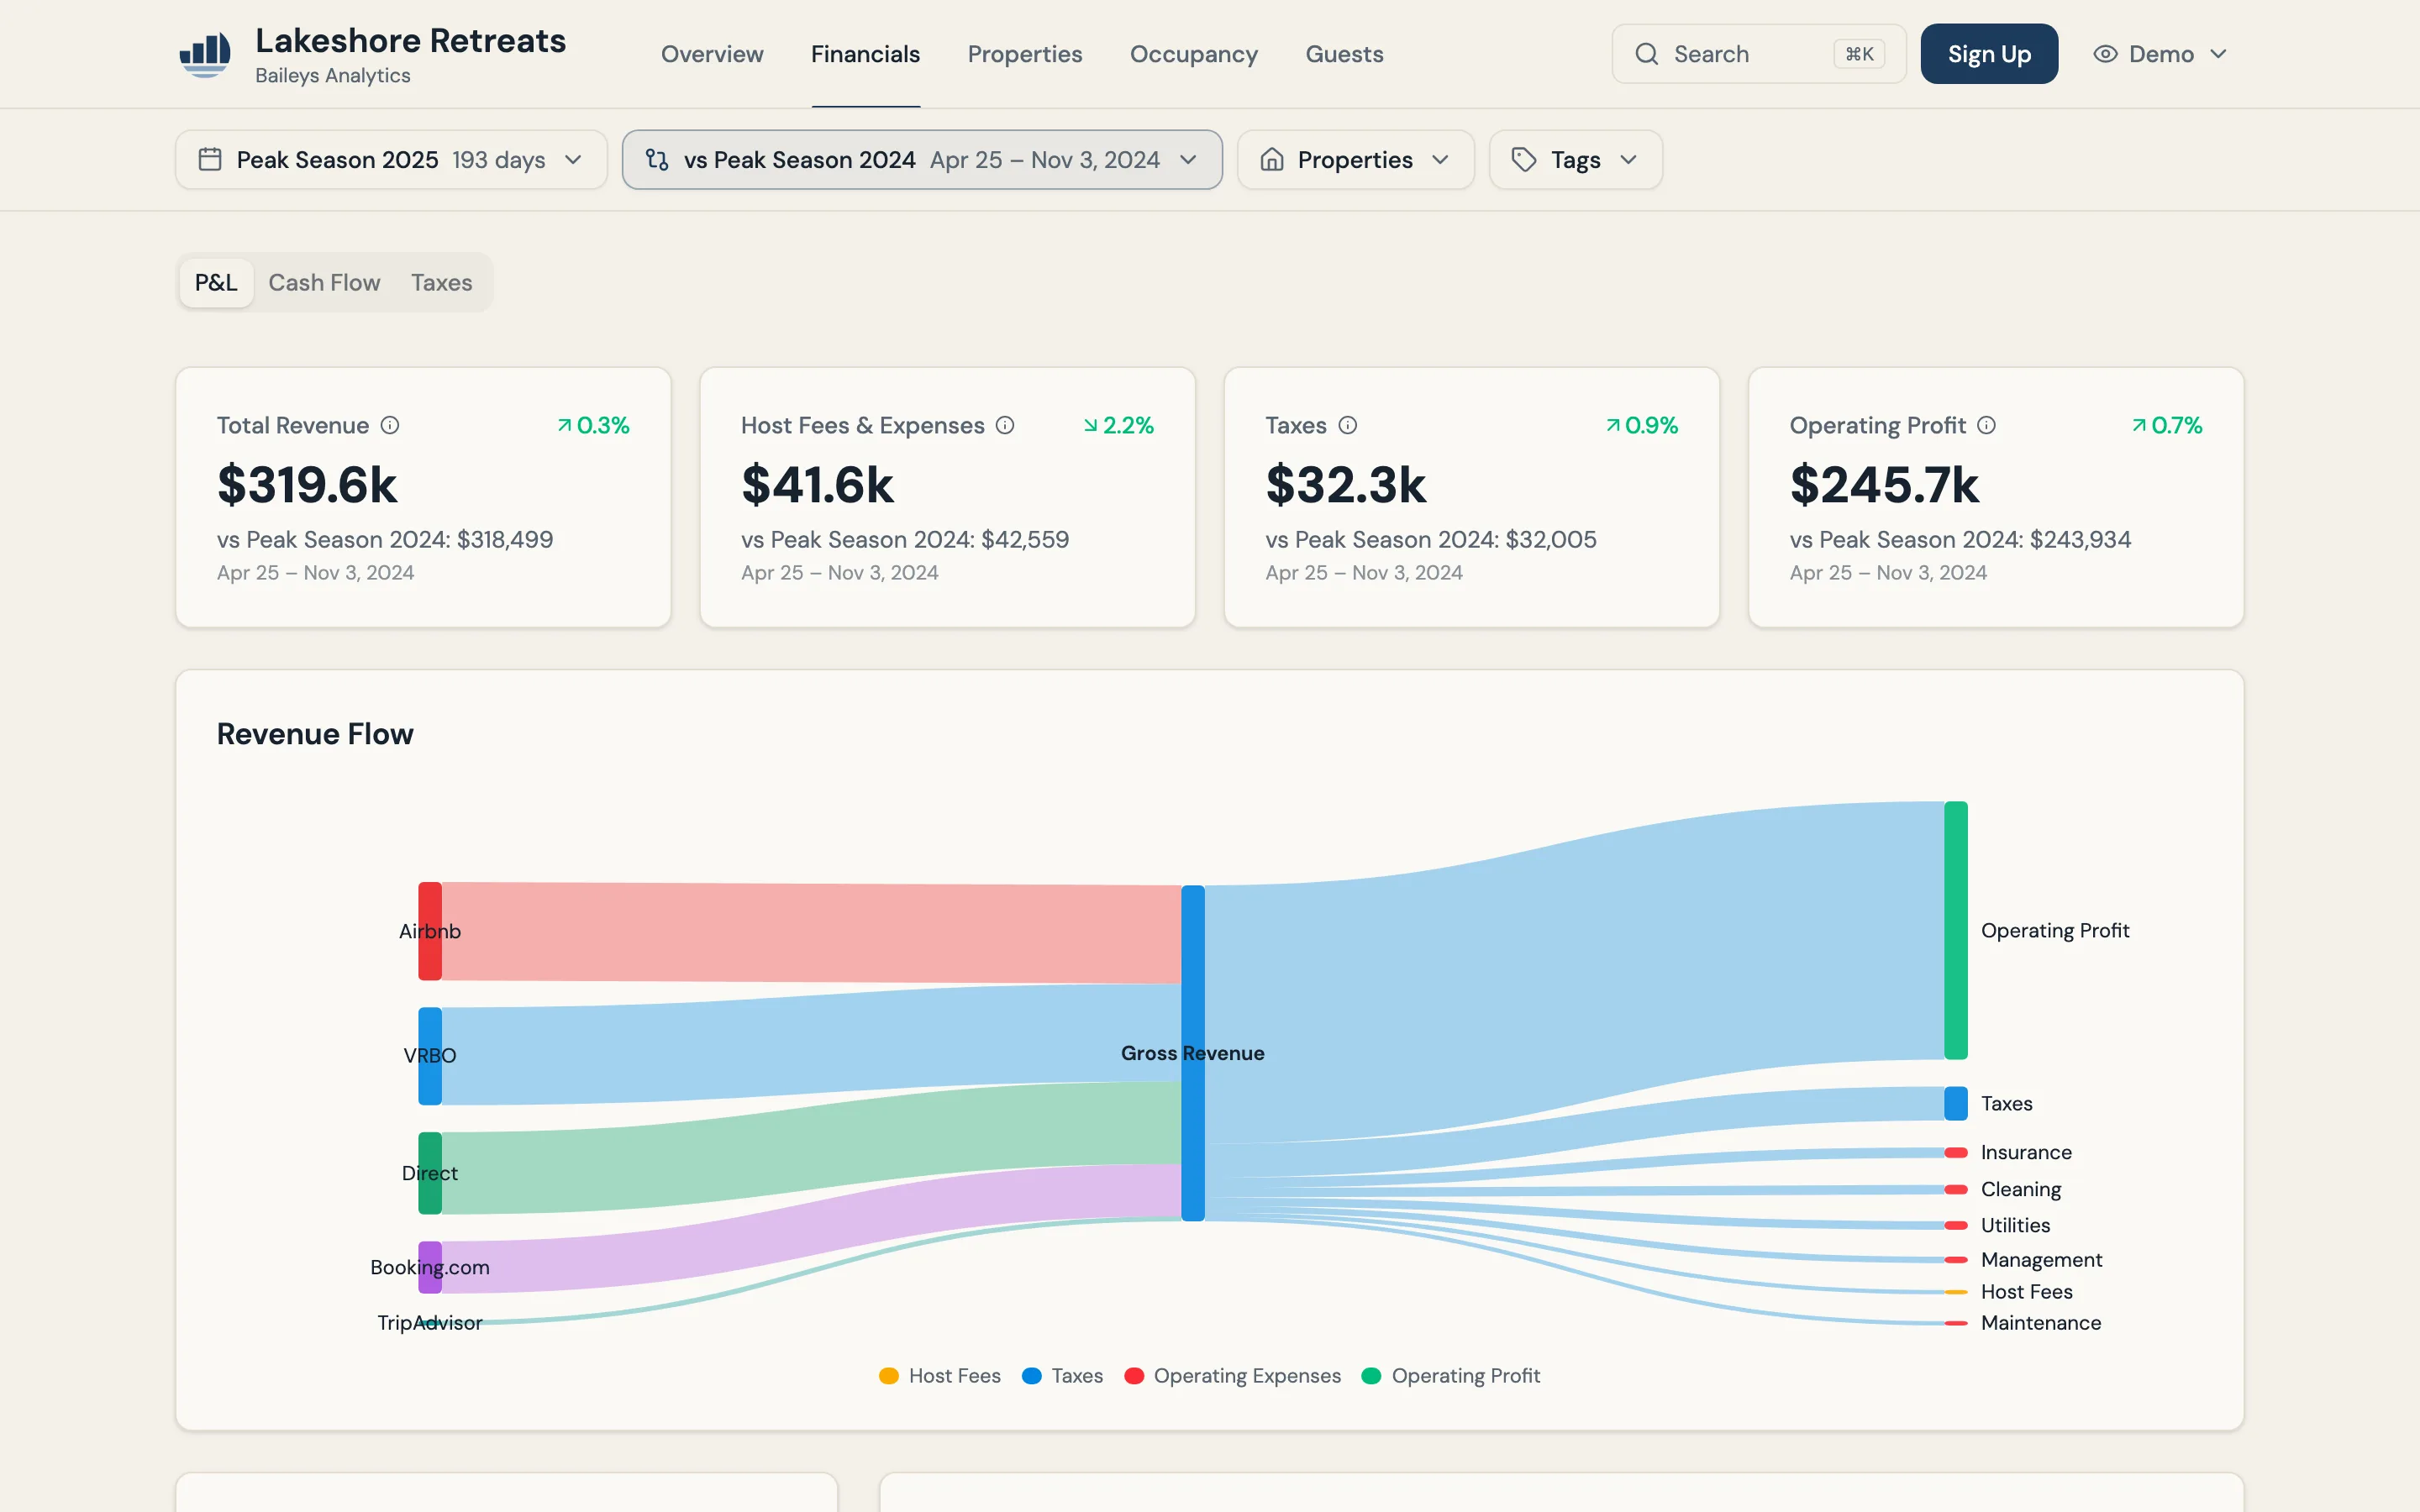 Lakeshore Retreats
Baileys Analytics
Overview
Financials
Properties
Occupancy
Guests
Search
⌘K
Sign Up
Demo
Peak Season 2025 193 days
vs Peak Season 2024 Apr 25 – Nov 3, 2024
Properties
Tags
P&L
Cash Flow
Taxes
Total Revenue
0.3%
$319.6k
vs Peak Season 2024: $318,499
Apr 25 – Nov 3, 2024
Host Fees & Expenses
2.2%
$41.6k
vs Peak Season 2024: $42,559
Apr 25 – Nov 3, 2024
Taxes
0.9%
$32.3k
vs Peak Season 2024: $32,005
Apr 25 – Nov 3, 2024
Operating Profit
0.7%
$245.7k
vs Peak Season 2024: $243,934
Apr 25 – Nov 3, 2024
Revenue Flow
Airbnb
VRBO
Direct
Booking.com
TripAdvisor
Gross Revenue
Operating Profit
Taxes
Insurance
Cleaning
Utilities
Management
Host Fees
Maintenance
Host Fees
Taxes
Operating Expenses
Operating Profit